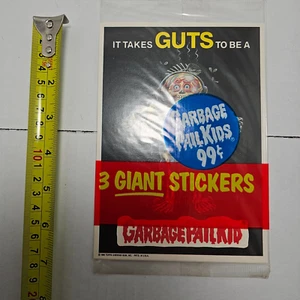 IT TAKES GUTS TO BE A
GARBAGE
PAIL KIDS
99¢
3 GIANT STICKERS
GARBAGE PAIL KID